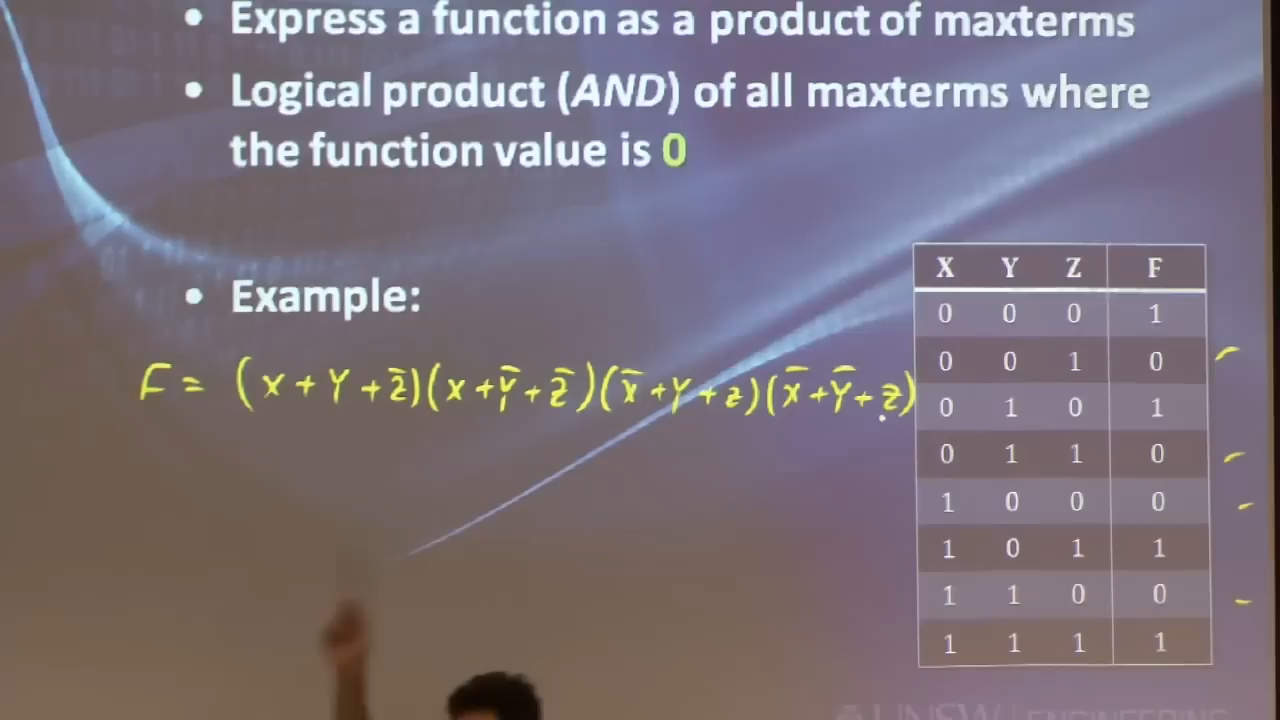 • Express a function as a product of maxterms
• Logical product (AND) of all maxterms where
the function value is 0
• Example:
F = (X + Y + Z̄)(X + Ȳ + Z̄)(X̄ + Y + Z)(X̄ + Ȳ + Z)
X Y Z F
0 0 0 1
0 0 1 0
0 1 0 1
0 1 1 0
1 0 0 0
1 0 1 1
1 1 0 0
1 1 1 1
UNSW ENGINEERING